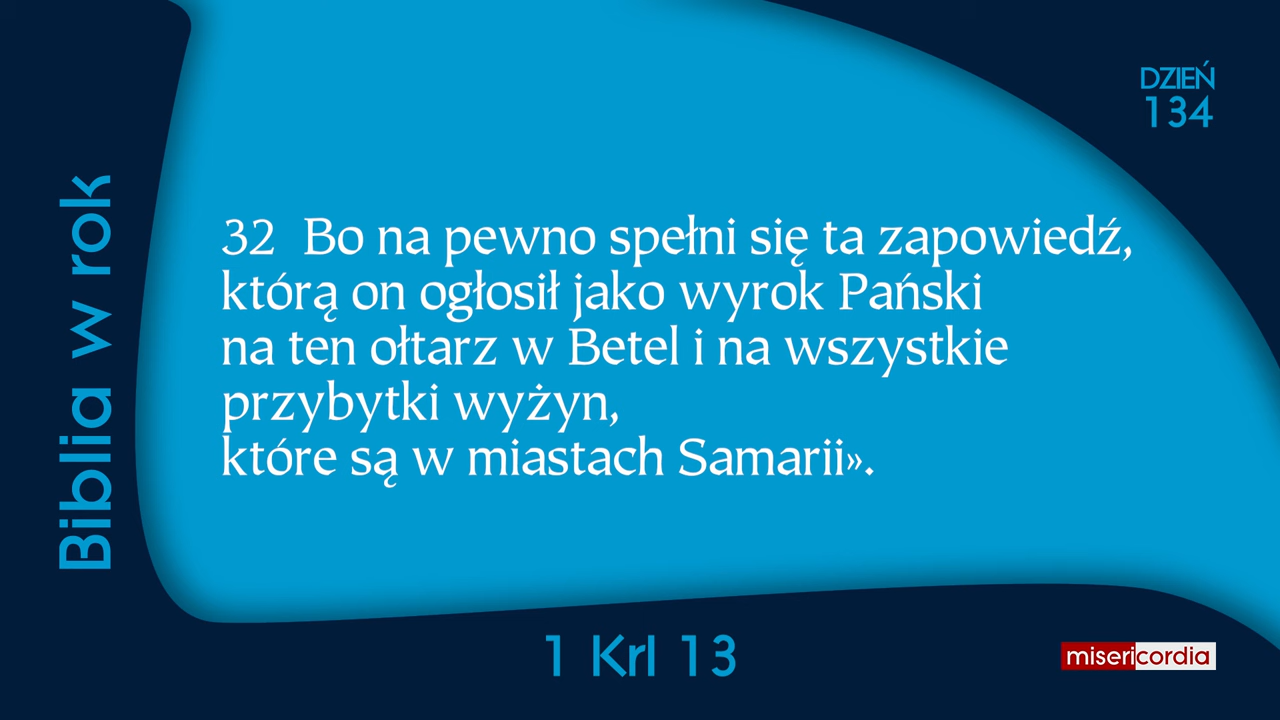 DZIEŃ
134
Biblia w rok
32 Bo na pewno spełni się ta zapowiedź,
którą on ogłosił jako wyrok Pański
na ten ołtarz w Betel i na wszystkie
przybytki wyżyn,
które są w miastach Samarii».
1 Krl 13
misericordia